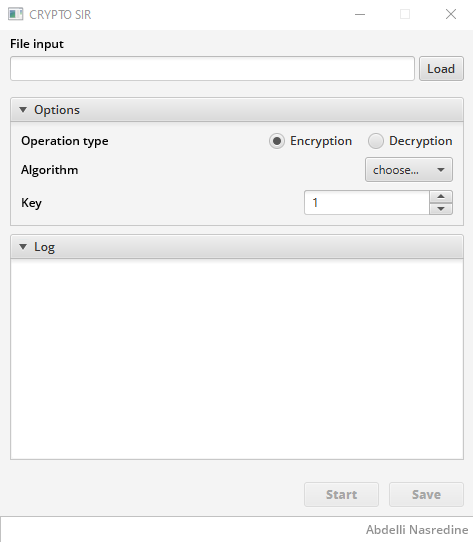 CRYPTO SIR
File input
Load
Options
Operation type Encryption Decryption
Algorithm choose...
Key 1
Log
Start Save
Abdelli Nasredine